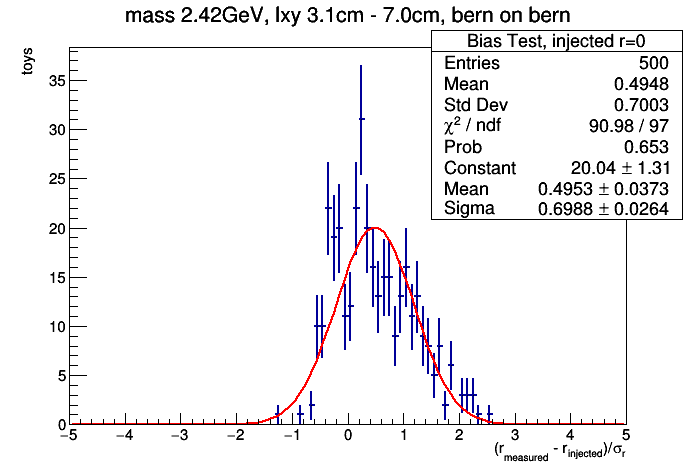 mass 2.42GeV, lxy 3.1cm - 7.0cm, bern on bern
Bias Test, injected r=0
Entries 500
Mean 0.4948
Std Dev 0.7003
χ² / ndf 90.98 / 97
Prob 0.653
Constant 20.04 ± 1.31
Mean 0.4953 ± 0.0373
Sigma 0.6988 ± 0.0264
toys
35
30
25
20
15
10
5
0
−5 −4 −3 −2 −1 0 1 2 3 4 5
(r_measured - r_injected)/σ_r